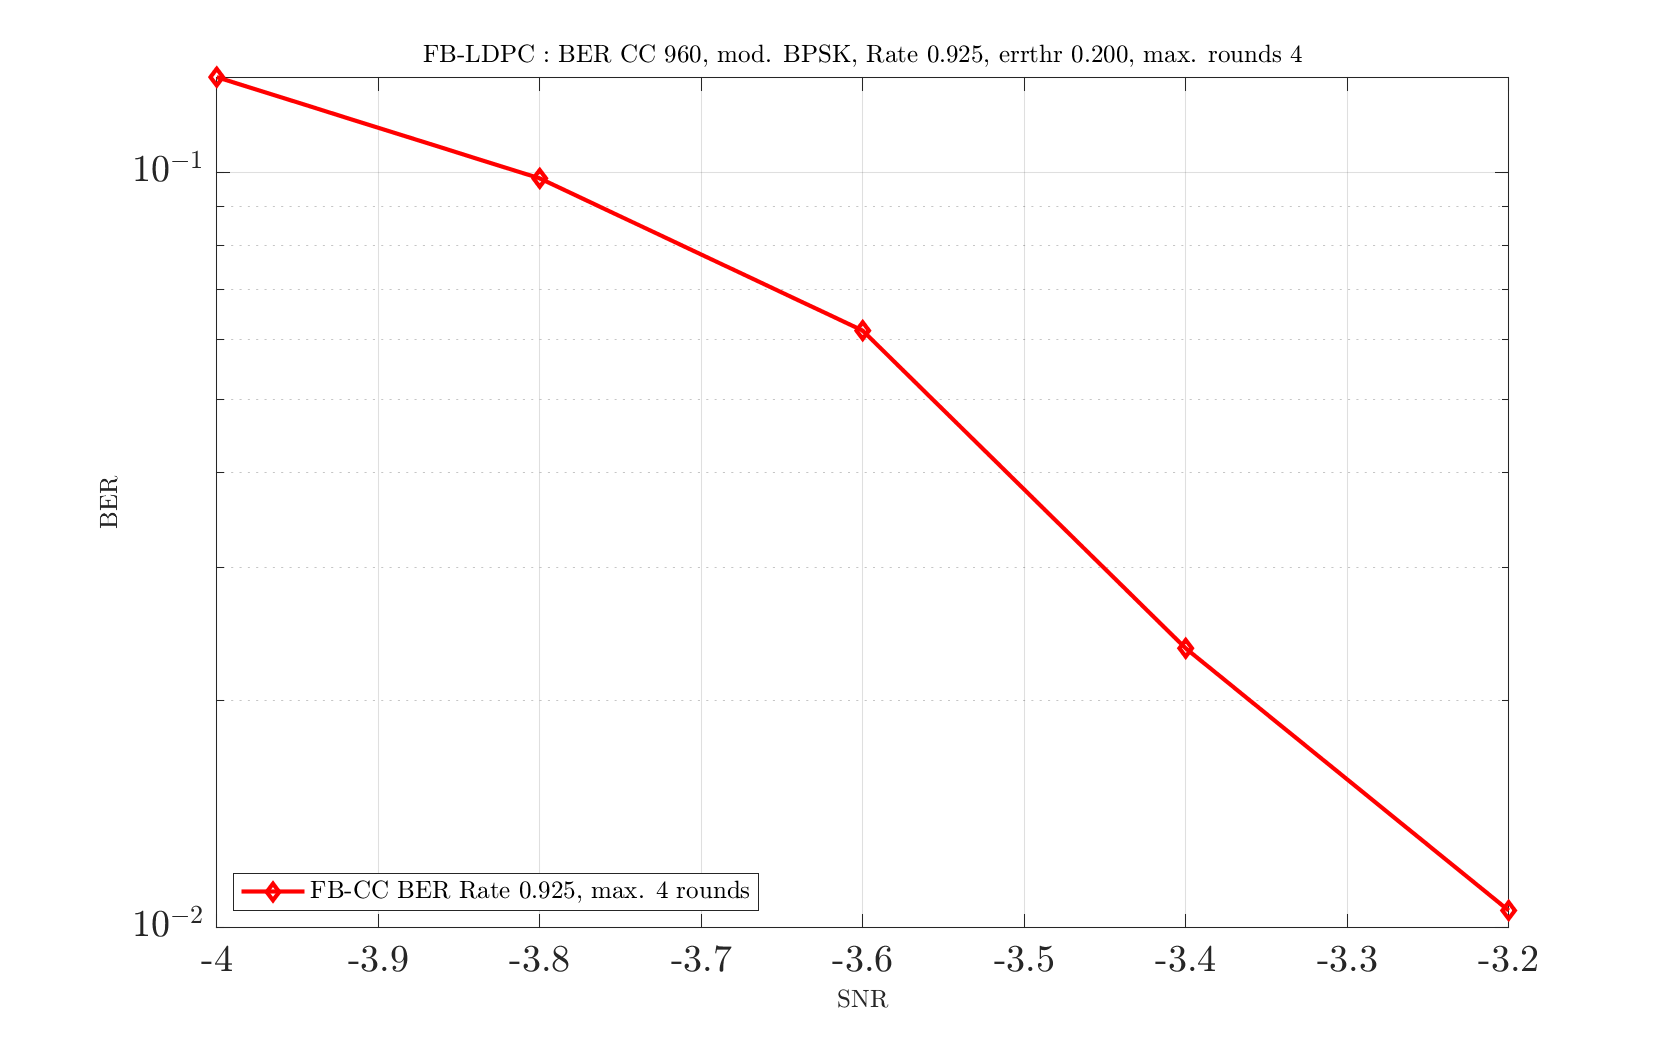 FB-LDPC : BER CC 960, mod. BPSK, Rate 0.925, errthr 0.200, max. rounds 4
10⁻¹
BER
FB-CC BER Rate 0.925, max. 4 rounds
10⁻²
-4 -3.9 -3.8 -3.7 -3.6 -3.5 -3.4 -3.3 -3.2
SNR